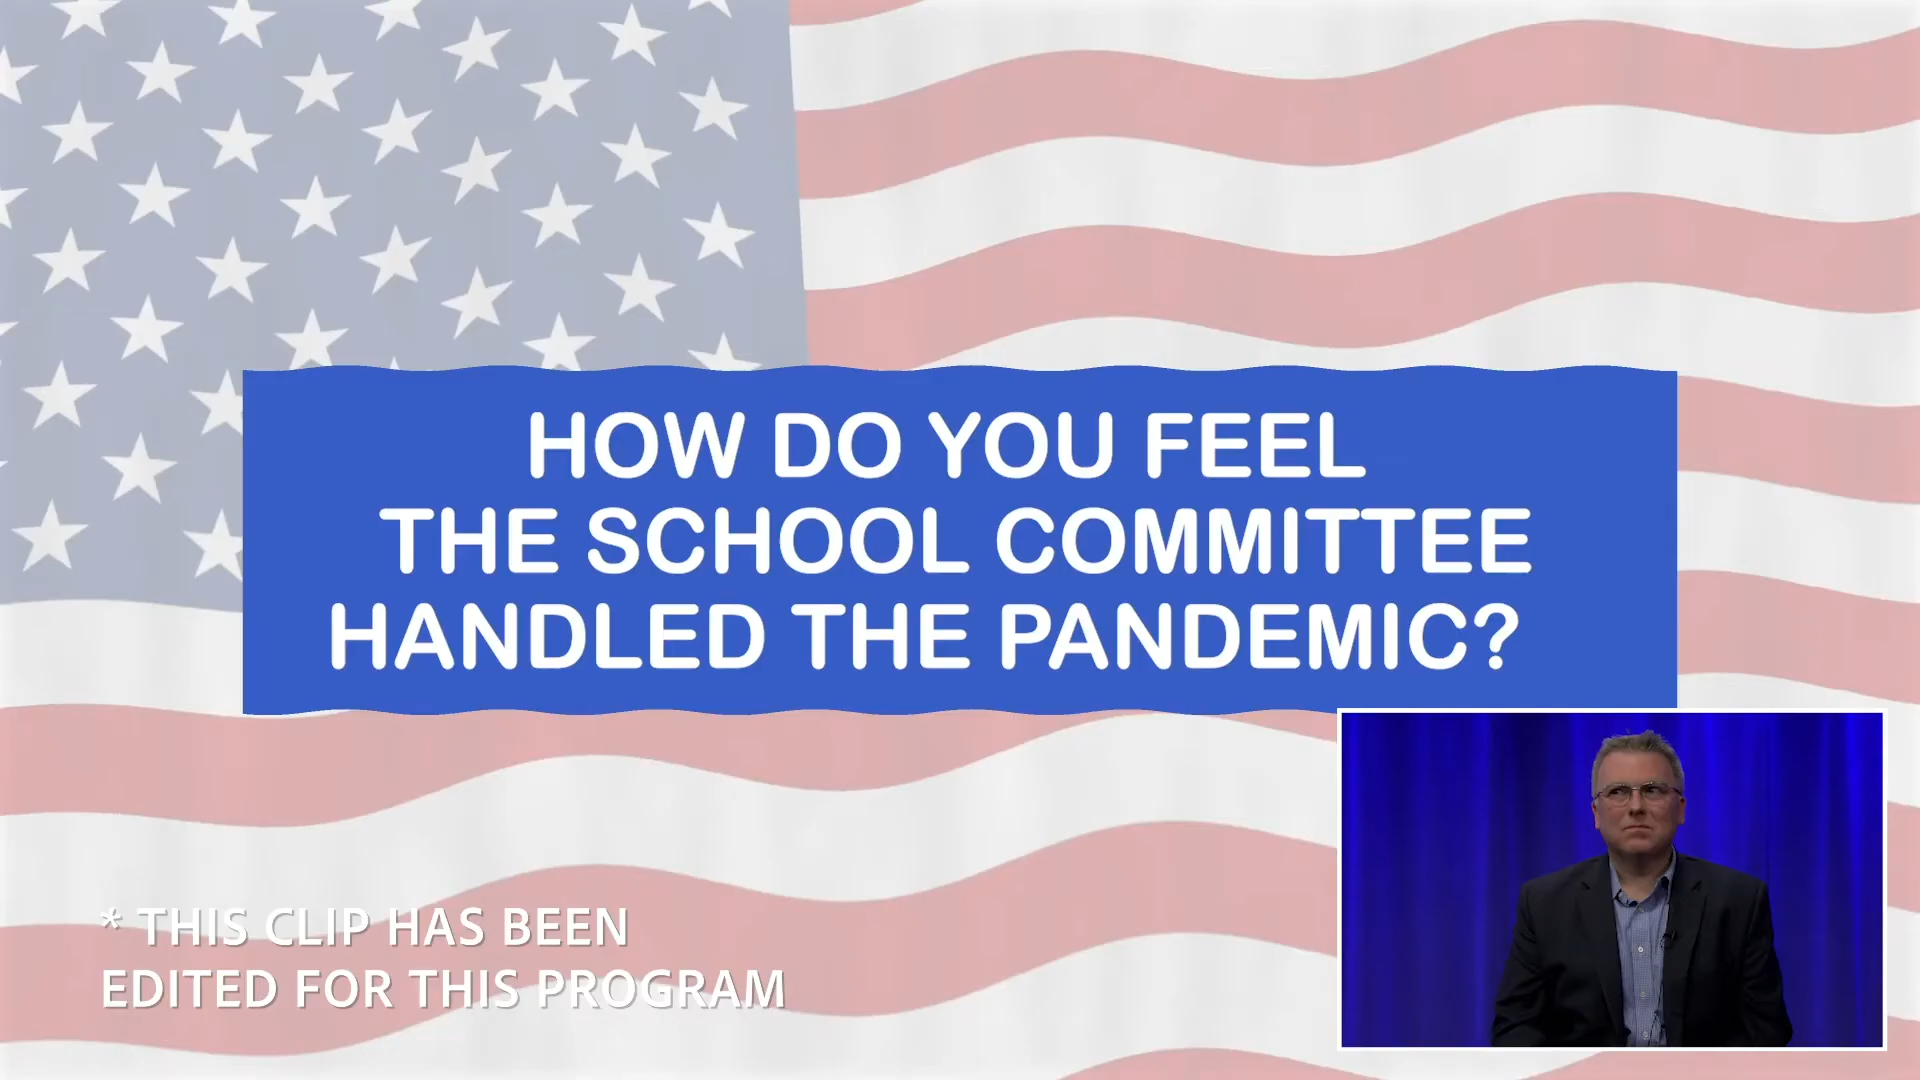 HOW DO YOU FEEL
THE SCHOOL COMMITTEE
HANDLED THE PANDEMIC?
* THIS CLIP HAS BEEN
EDITED FOR THIS PROGRAM